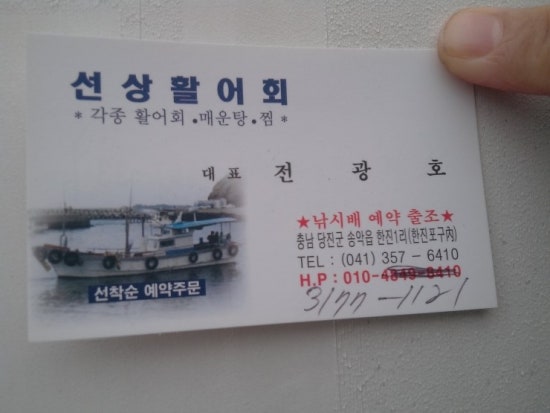 선상활어회
* 각종 활어회 • 매운탕 • 찜 *
대표 전광호
★낚시배 예약 출조★
충남 당진군 송악읍 한진1리(한진포구內)
TEL : (041) 357 - 6410
H.P : 010-4849-8410
3177-1121
선착순 예약주문